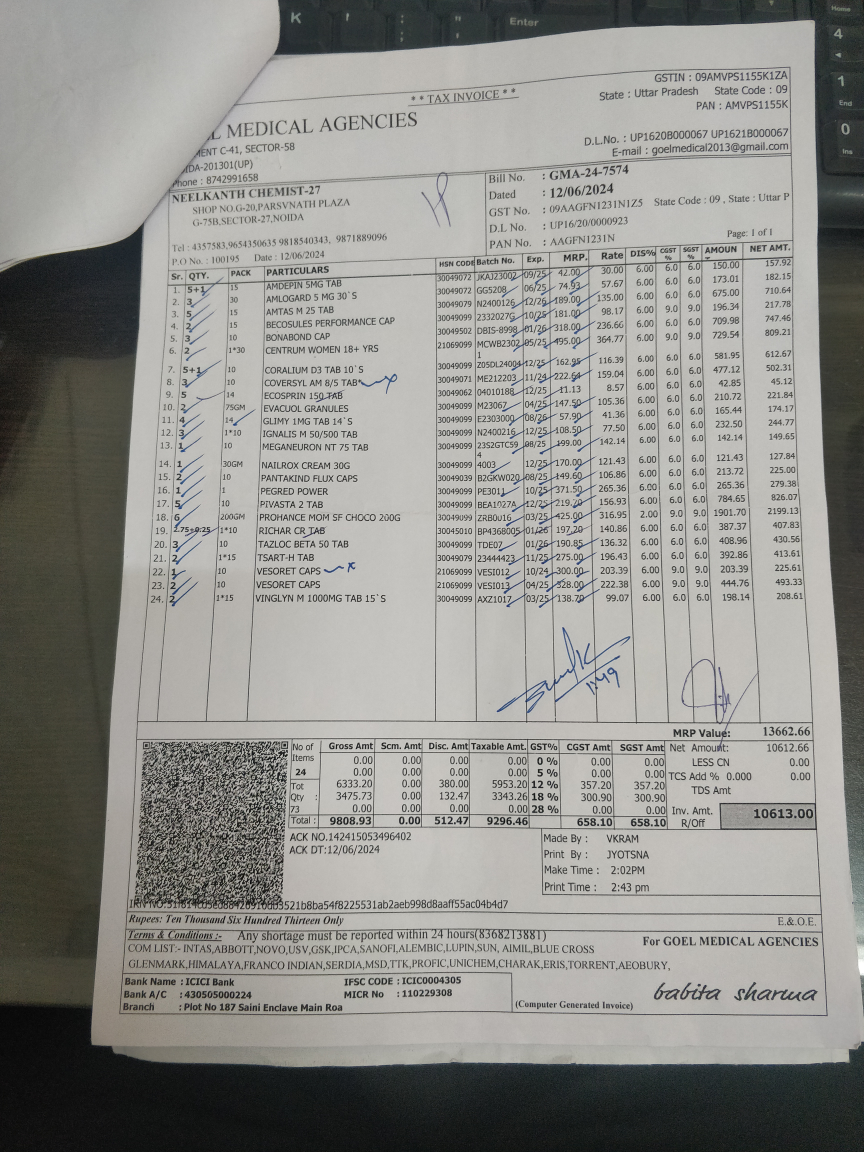 K
Enter
Home
4
1
End
0
Ins
** TAX INVOICE **
GSTIN : 09AMVPS1155K1ZA
State : Uttar Pradesh State Code : 09
PAN : AMVPS1155K
L MEDICAL AGENCIES
MENT C-41, SECTOR-58
IDA-201301(UP)
Phone : 8742991658
D.L.No. : UP1620B000067 UP1621B000067
E-mail : goelmedical2013@gmail.com
NEELKANTH CHEMIST-27
SHOP NO.G-20,PARSVNATH PLAZA
G-75B,SECTOR-27,NOIDA
Tel : 4357583,9654350635 9818540343, 9871889096
P.O No. : 100195 Date : 12/06/2024
Bill No. : GMA-24-7574
Dated : 12/06/2024
GST No. : 09AAGFN1231N1Z5 State Code : 09 , State : Uttar P
D.L No. : UP16/20/0000923
PAN No. : AAGFN1231N
Page: 1 of 1
Sr. QTY. PACK PARTICULARS HSN CODE Batch No. Exp. MRP. Rate DIS% CGST % SGST % AMOUN NET AMT.
1. 5+1 15 AMDEPIN 5MG TAB 30049072 JKAJ23002 09/25 42.00 30.00 6.00 6.0 6.0 150.00 157.92
2. 3 30 AMLOGARD 5 MG 30`S 30049072 GG5208 06/25 74.93 57.67 6.00 6.0 6.0 173.01 182.15
3. 5 15 AMTAS M 25 TAB 30049079 N2400126 12/26 189.00 135.00 6.00 6.0 6.0 675.00 710.64
4. 2 15 BECOSULES PERFORMANCE CAP 30049099 2332027G 10/25 181.00 98.17 6.00 9.0 9.0 196.34 217.78
5. 3 10 BONABOND CAP 30049502 DBIS-8998 01/26 318.00 236.66 6.00 6.0 6.0 709.98 747.46
6. 2 1*30 CENTRUM WOMEN 18+ YRS 21069099 MCWB2302 05/25 495.00 364.77 6.00 9.0 9.0 729.54 809.21
1
7. 5+1 10 CORALIUM D3 TAB 10`S 30049099 Z05DL24004 12/25 162.95 116.39 6.00 6.0 6.0 581.95 612.67
8. 3 10 COVERSYL AM 8/5 TAB 30049071 ME212203 11/24 222.64 159.04 6.00 6.0 6.0 477.12 502.31
9. 5 14 ECOSPRIN 150 TAB 30049062 04010188 12/25 11.13 8.57 6.00 6.0 6.0 42.85 45.12
10. 2 75GM EVACUOL GRANULES 30049099 M23067 04/25 147.50 105.36 6.00 6.0 6.0 210.72 221.84
11. 4 14 GLIMY 1MG TAB 14`S 30049099 E2303000 08/26 57.90 41.36 6.00 6.0 6.0 165.44 174.17
12. 3 1*10 IGNALIS M 50/500 TAB 30049099 N2400216 12/25 108.50 77.50 6.00 6.0 6.0 232.50 244.77
13. 1 10 MEGANEURON NT 75 TAB 30049099 23S2GTC59 08/25 199.00 142.14 6.00 6.0 6.0 142.14 149.65
4
14. 1 30GM NAILROX CREAM 30G 30049099 4003 12/25 170.00 121.43 6.00 6.0 6.0 121.43 127.84
15. 2 10 PANTAKIND FLUX CAPS 30049039 B2GKW020 08/25 149.60 106.86 6.00 6.0 6.0 213.72 225.00
16. 1 1 PEGRED POWER 30049099 PE3011 10/25 371.50 265.36 6.00 6.0 6.0 265.36 279.38
17. 5 10 PIVASTA 2 TAB 30049099 BEA1027A 12/25 219.70 156.93 6.00 6.0 6.0 784.65 826.07
18. 6 200GM PROHANCE MOM SF CHOCO 200G 30049099 ZRB0016 03/25 425.00 316.95 2.00 9.0 9.0 1901.70 2199.13
19. 2.75+0.25 1*10 RICHAR CR TAB 30045010 BP436800S 01/26 197.20 140.86 6.00 6.0 6.0 387.37 407.83
20. 3 10 TAZLOC BETA 50 TAB 30049099 TDE07 01/26 190.85 136.32 6.00 6.0 6.0 408.96 430.56
21. 2 1*15 TSART-H TAB 30049079 23444423 11/25 275.00 196.43 6.00 6.0 6.0 392.86 413.61
22. 1 10 VESORET CAPS 21069099 VESI012 10/24 300.00 203.39 6.00 9.0 9.0 203.39 225.61
23. 2 10 VESORET CAPS 21069099 VESI013 04/25 328.00 222.38 6.00 9.0 9.0 444.76 493.33
24. 2 1*15 VINGLYN M 1000MG TAB 15`S 30049099 AXZ1017 03/25 138.70 99.07 6.00 6.0 6.0 198.14 208.61
MRP Value: 13662.66
No of Items 24 Tot Qty : 73
Gross Amt Scm. Amt Disc. Amt Taxable Amt. GST% CGST Amt SGST Amt
0.00 0.00 0.00 0.00 0 % 0.00 0.00
0.00 0.00 0.00 0.00 5 % 0.00 0.00
6333.20 0.00 380.00 5953.20 12 % 357.20 357.20
3475.73 0.00 132.47 3343.26 18 % 300.90 300.90
0.00 0.00 0.00 0.00 28 % 0.00 0.00
Total : 9808.93 0.00 512.47 9296.46 658.10 658.10
Net Amount: 10612.66
LESS CN 0.00
TCS Add % 0.000 0.00
TDS Amt
Inv. Amt. R/Off 10613.00
ACK NO.142415053496402
ACK DT:12/06/2024
Made By : VKRAM
Print By : JYOTSNA
Make Time : 2:02PM
Print Time : 2:43 pm
3521b8ba54f8225531ab2aeb998d8aaff55ac04b4d7
Rupees: Ten Thousand Six Hundred Thirteen Only
E.&.O.E.
Terms & Conditions :- Any shortage must be reported within 24 hours(8368213881)
COM LIST:- INTAS,ABBOTT,NOVO,USV,GSK,IPCA,SANOFI,ALEMBIC,LUPIN,SUN, AIMIL,BLUE CROSS
GLENMARK,HIMALAYA,FRANCO INDIAN,SERDIA,MSD,TTK,PROFIC,UNICHEM,CHARAK,ERIS,TORRENT,AEOBURY,
For GOEL MEDICAL AGENCIES
Bank Name : ICICI Bank IFSC CODE : ICIC0004305
Bank A/C : 430505000224 MICR No : 110229308
Branch : Plot No 187 Saini Enclave Main Roa
(Computer Generated Invoice)
babita sharma